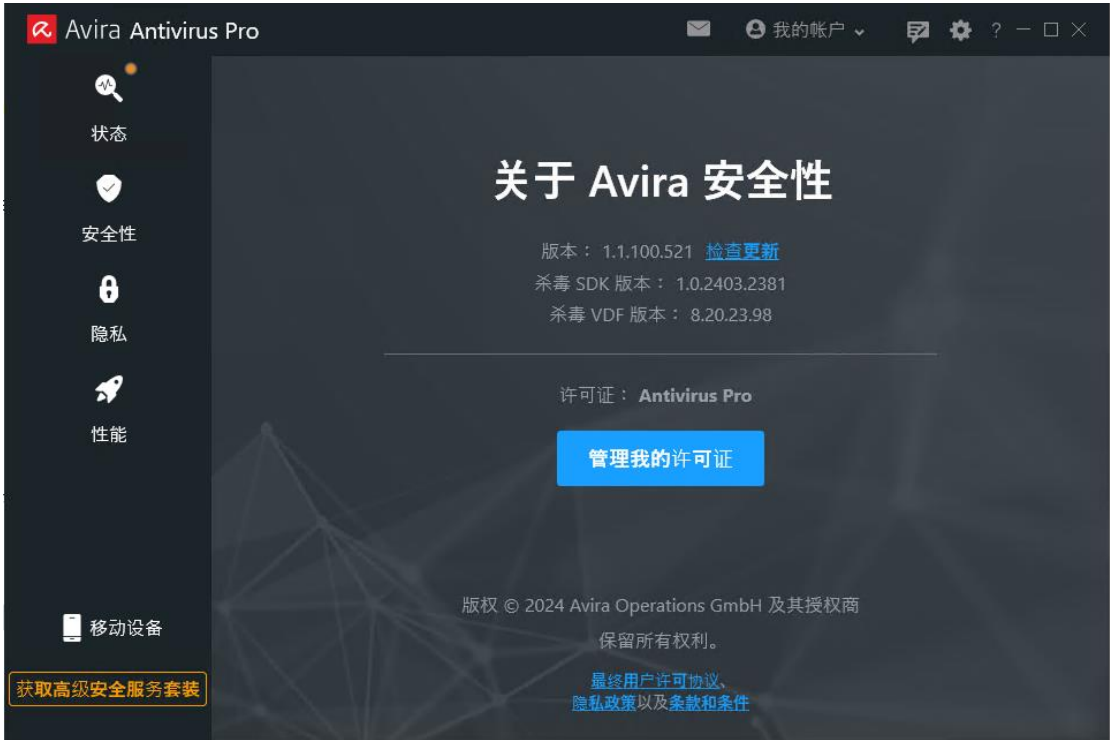 Avira Antivirus Pro
我的帐户
?
状态
安全性
隐私
性能
移动设备
获取高级安全服务套装
关于 Avira 安全性
版本： 1.1.100.521 检查更新
杀毒 SDK 版本： 1.0.2403.2381
杀毒 VDF 版本： 8.20.23.98
许可证： Antivirus Pro
管理我的许可证
版权 © 2024 Avira Operations GmbH 及其授权商
保留所有权利。
最终用户许可协议、
隐私政策以及条款和条件